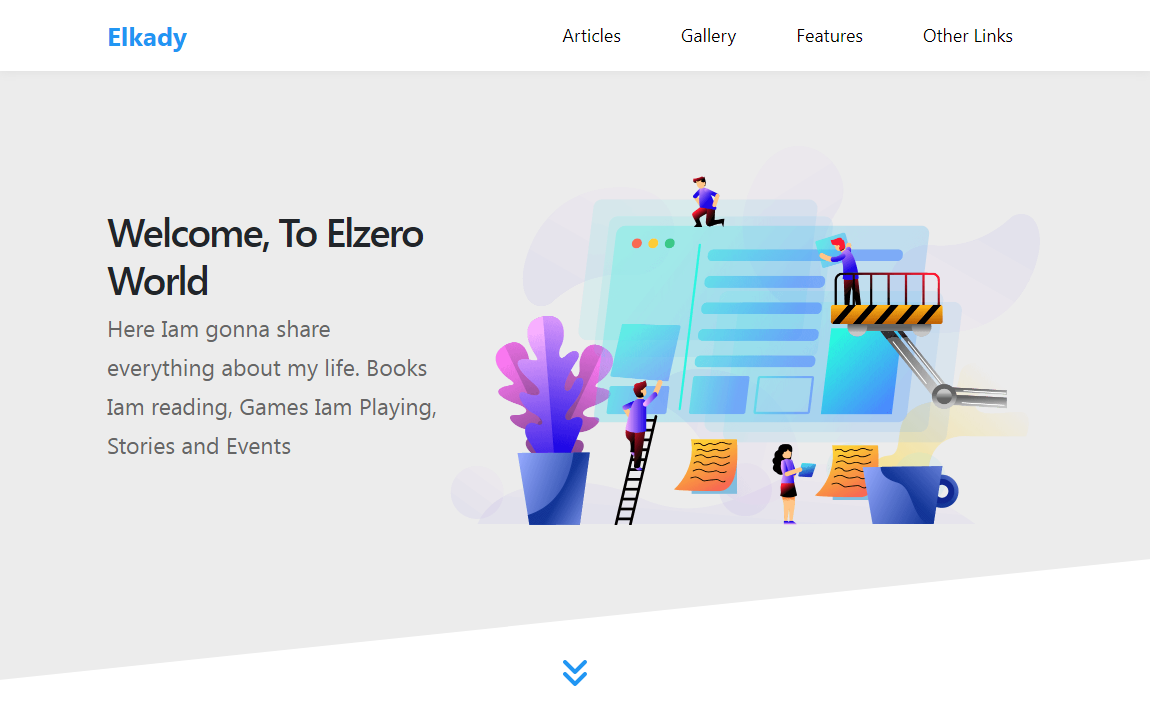 Elkady
Articles
Gallery
Features
Other Links
Welcome, To Elzero
World
Here Iam gonna share
everything about my life. Books
Iam reading, Games Iam Playing,
Stories and Events